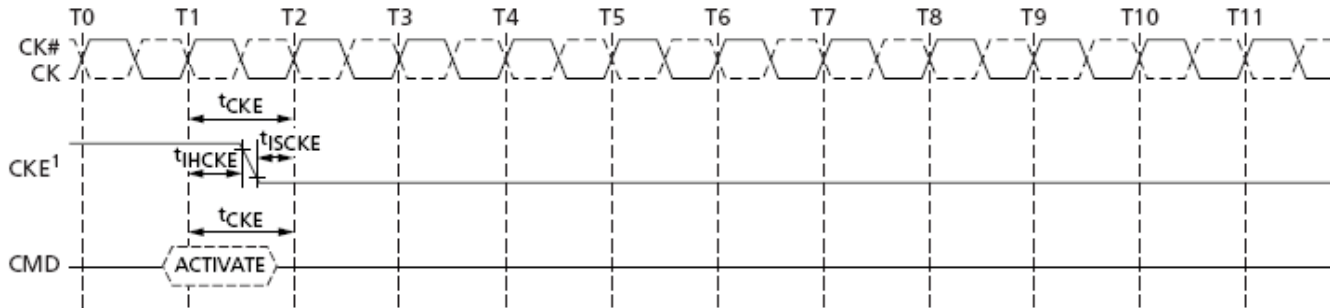 T0 T1 T2 T3 T4 T5 T6 T7 T8 T9 T10 T11
CK#
CK
tCKE
tISCKE
CKE1
tIHCKE
tCKE
CMD
ACTIVATE